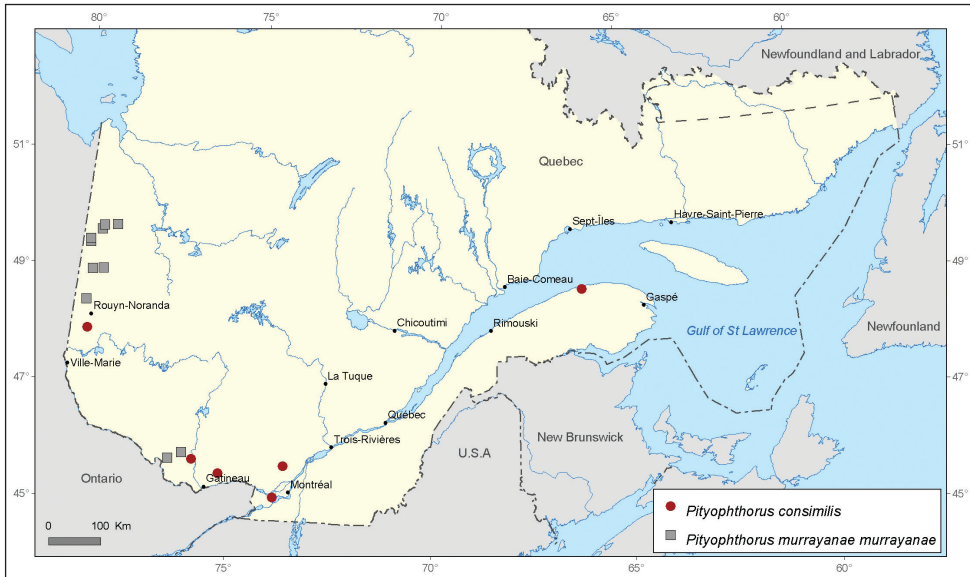 80° 75° 70° 65° 60°
Newfoundland and Labrador
51° 51°
Quebec
Sept-Îles
Havre-Saint-Pierre
49° 49°
Baie-Comeau
Rouyn-Noranda
Gaspé
Chicoutimi
Rimouski
Gulf of St Lawrence
Newfounland
Ville-Marie
47° 47°
La Tuque
Québec
Trois-Rivières
New Brunswick
U.S.A
Ontario
Gatineau
Montréal
45° 45°
Pityophthorus consimilis
Pityophthorus murrayanae murrayanae
0 100 Km
75° 70° 65° 60°